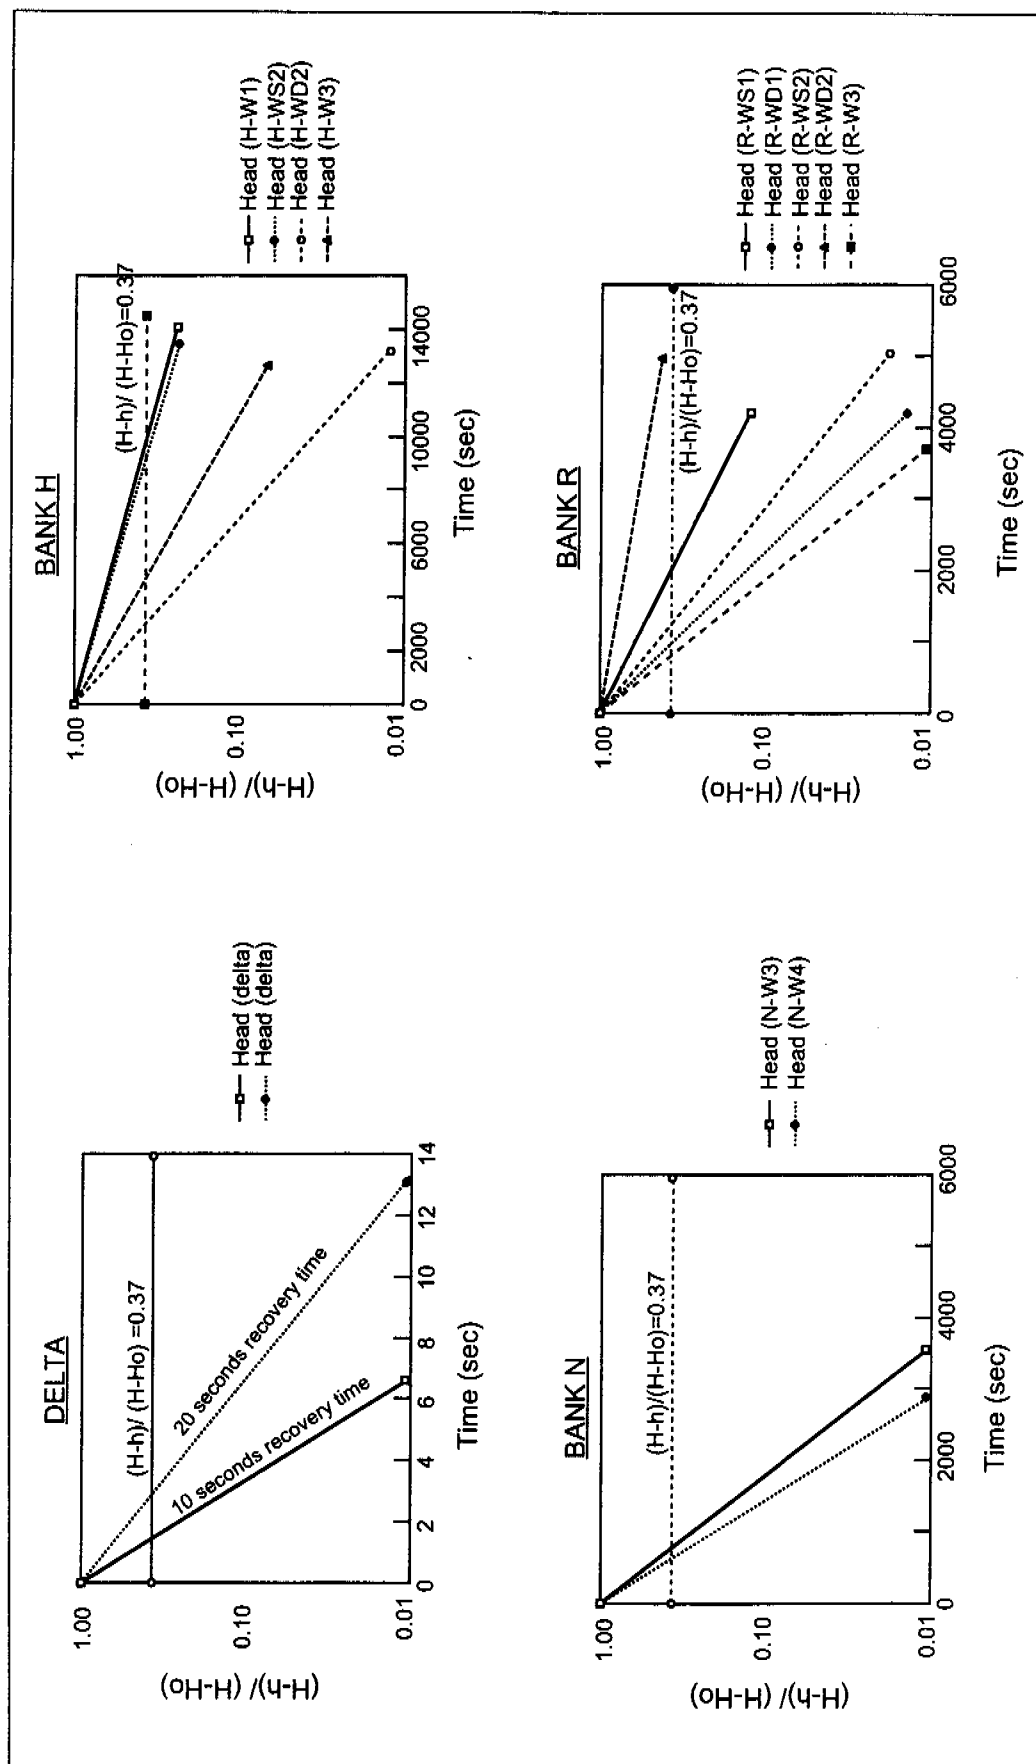 DELTA
(H-h)/ (H-Ho)
1.00
0.10
0.01
(H-h)/ (H-Ho) =0.37
20 seconds recovery time
10 seconds recovery time
0 2 4 6 8 10 12 14
Time (sec)
Head (delta)
Head (delta)
BANK H
(H-h)/ (H-Ho)
1.00
0.10
0.01
(H-h)/ (H-Ho)=0.37
0 2000 6000 10000 14000
Time (sec)
Head (H-W1)
Head (H-WS2)
Head (H-WD2)
Head (H-W3)
BANK N
(H-h)/ (H-Ho)
1.00
0.10
0.01
(H-h)/(H-Ho)=0.37
0 2000 4000 6000
Time (sec)
Head (N-W3)
Head (N-W4)
BANK R
(H-h)/ (H-Ho)
1.00
0.10
0.01
(H-h)/(H-Ho)=0.37
0 2000 4000 6000
Time (sec)
Head (R-WS1)
Head (R-WD1)
Head (R-WS2)
Head (R-WD2)
Head (R-W3)